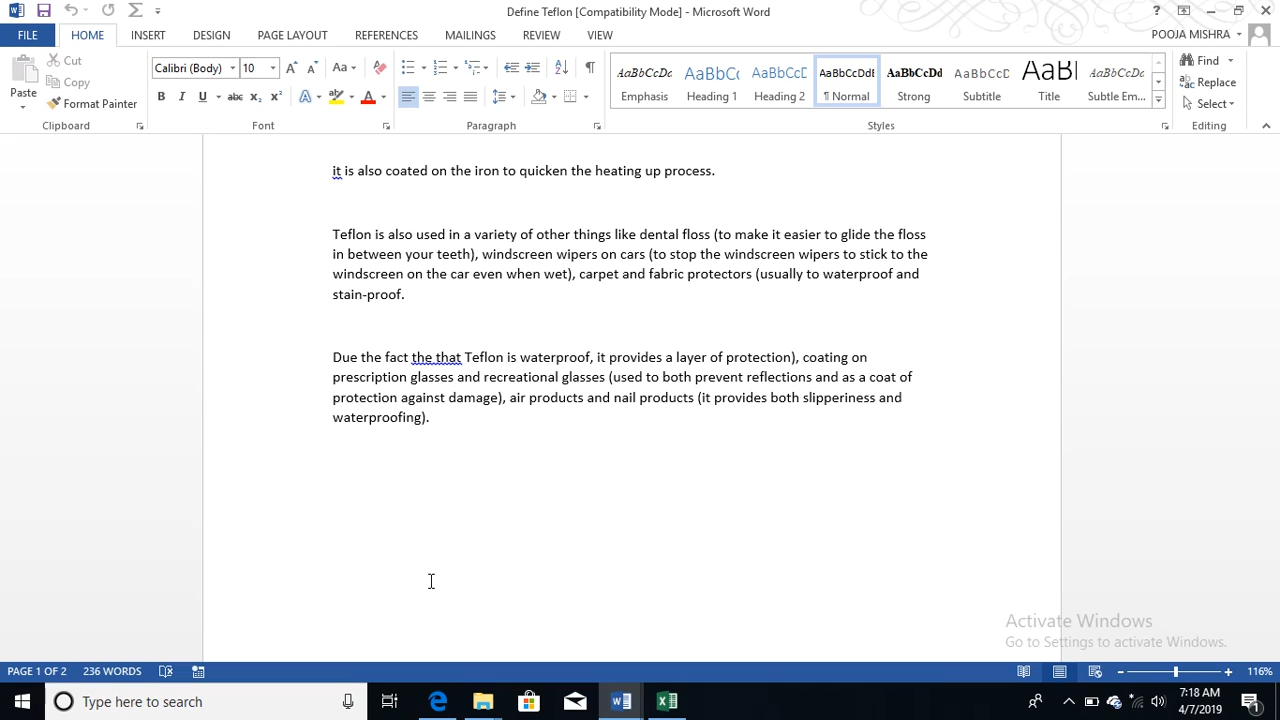 Define Teflon [Compatibility Mode] - Microsoft Word
FILE HOME INSERT DESIGN PAGE LAYOUT REFERENCES MAILINGS REVIEW VIEW POOJA MISHRA
Paste
Cut
Copy
Format Painter
Clipboard
Calibri (Body) 10
Font
Paragraph
AaBbCcDc AaBbCc AaBbCcD AaBbCcDdE AaBbCcDd AaBbCcD AaBl AaBbCcDc
Emphasis Heading 1 Heading 2 ¶ Normal Strong Subtitle Title Subtle Em...
Styles
Find
Replace
Select
Editing
it is also coated on the iron to quicken the heating up process.
Teflon is also used in a variety of other things like dental floss (to make it easier to glide the floss
in between your teeth), windscreen wipers on cars (to stop the windscreen wipers to stick to the
windscreen on the car even when wet), carpet and fabric protectors (usually to waterproof and
stain-proof.
Due the fact the that Teflon is waterproof, it provides a layer of protection), coating on
prescription glasses and recreational glasses (used to both prevent reflections and as a coat of
protection against damage), air products and nail products (it provides both slipperiness and
waterproofing).
Activate Windows
Go to Settings to activate Windows.
PAGE 1 OF 2 236 WORDS 116%
Type here to search
7:18 AM
4/7/2019